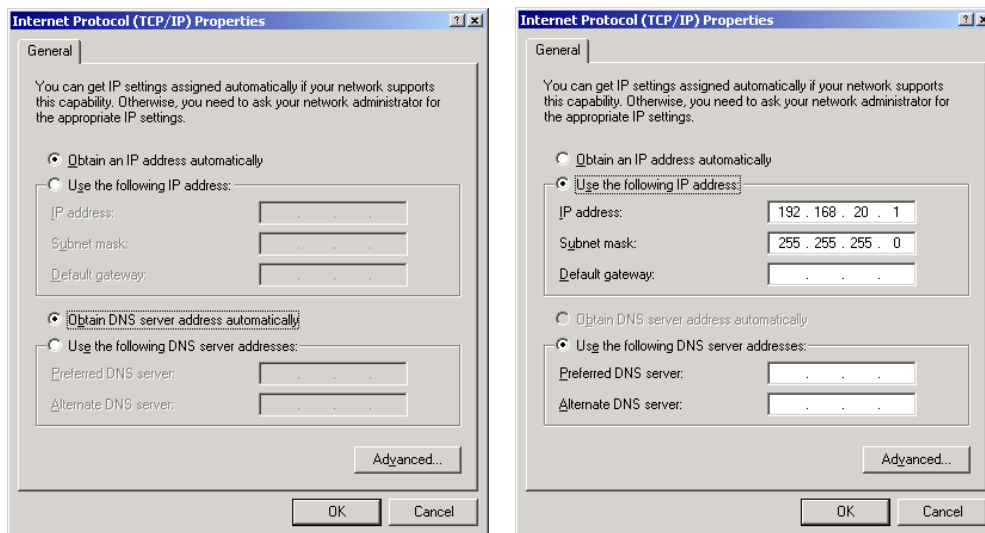 Internet Protocol (TCP/IP) Properties
General
You can get IP settings assigned automatically if your network supports
this capability. Otherwise, you need to ask your network administrator for
the appropriate IP settings.
Obtain an IP address automatically
Use the following IP address:
IP address:
Subnet mask:
Default gateway:
Obtain DNS server address automatically
Use the following DNS server addresses:
Preferred DNS server:
Alternate DNS server:
Advanced...
OK Cancel
Internet Protocol (TCP/IP) Properties
General
You can get IP settings assigned automatically if your network supports
this capability. Otherwise, you need to ask your network administrator for
the appropriate IP settings.
Obtain an IP address automatically
Use the following IP address:
IP address: 192 . 168 . 20 . 1
Subnet mask: 255 . 255 . 255 . 0
Default gateway:
Obtain DNS server address automatically
Use the following DNS server addresses:
Preferred DNS server:
Alternate DNS server:
Advanced...
OK Cancel